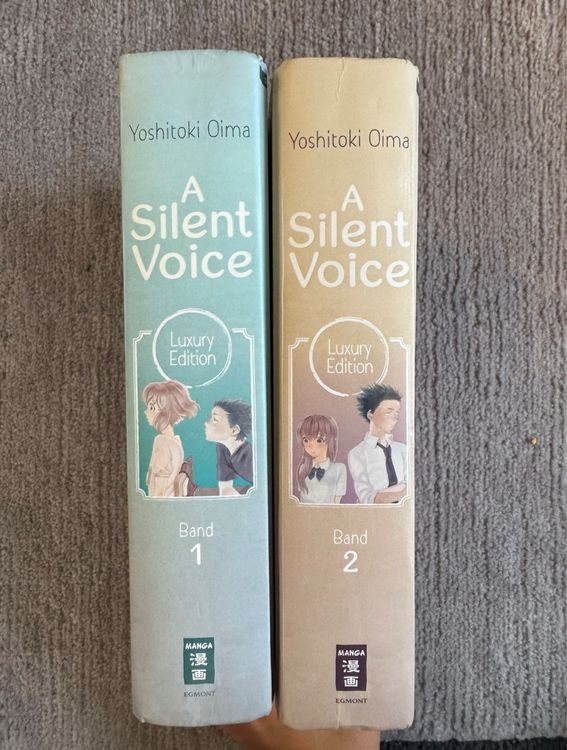 Yoshitoki Oima
A
Silent
Voice
Luxury
Edition
Band
1
MANGA
漫
画
EGMONT
Yoshitoki Oima
A
Silent
Voice
Luxury
Edition
Band
2
MANGA
漫
画
EGMONT